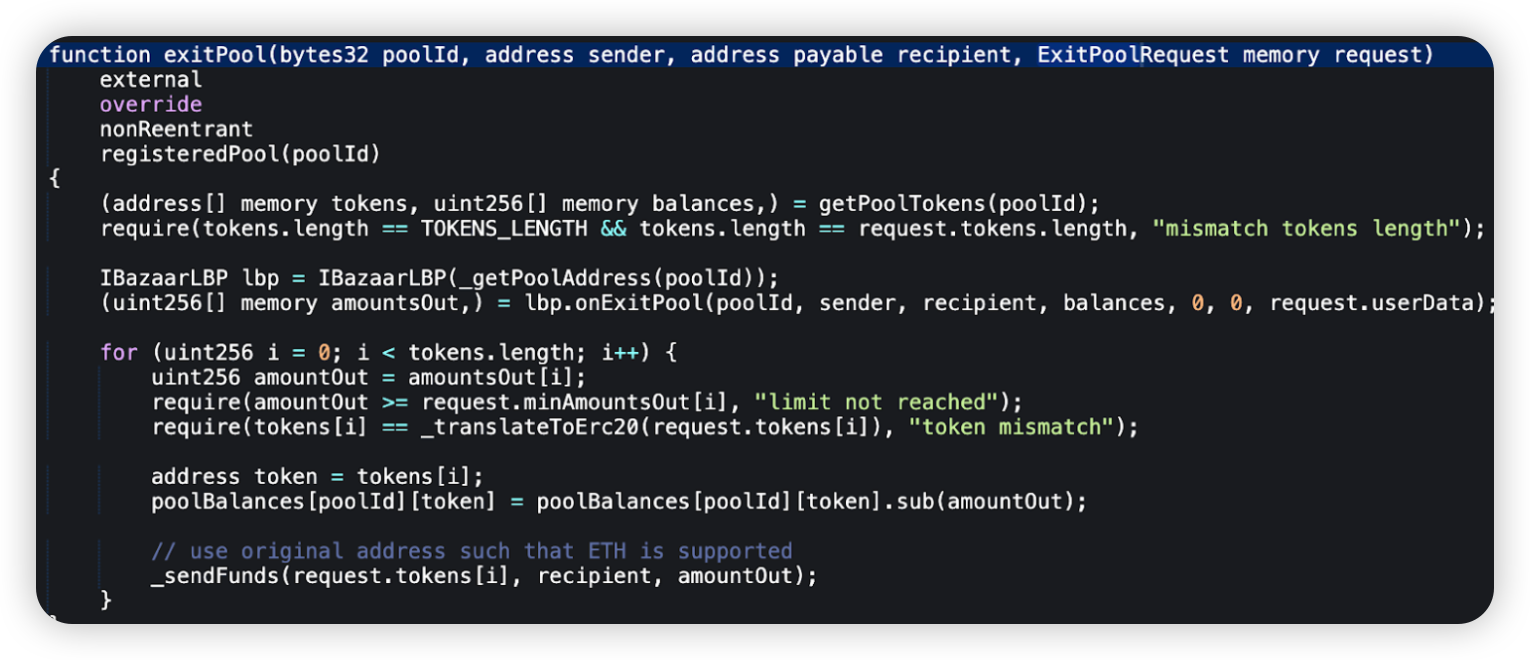 function exitPool(bytes32 poolId, address sender, address payable recipient, ExitPoolRequest memory request)
external
override
nonReentrant
registeredPool(poolId)
{
(address[] memory tokens, uint256[] memory balances,) = getPoolTokens(poolId);
require(tokens.length == TOKENS_LENGTH && tokens.length == request.tokens.length, "mismatch tokens length");
IBazaarLBP lbp = IBazaarLBP(_getPoolAddress(poolId));
(uint256[] memory amountsOut,) = lbp.onExitPool(poolId, sender, recipient, balances, 0, 0, request.userData);
for (uint256 i = 0; i < tokens.length; i++) {
uint256 amountOut = amountsOut[i];
require(amountOut >= request.minAmountsOut[i], "limit not reached");
require(tokens[i] == _translateToErc20(request.tokens[i]), "token mismatch");
address token = tokens[i];
poolBalances[poolId][token] = poolBalances[poolId][token].sub(amountOut);
// use original address such that ETH is supported
_sendFunds(request.tokens[i], recipient, amountOut);
}